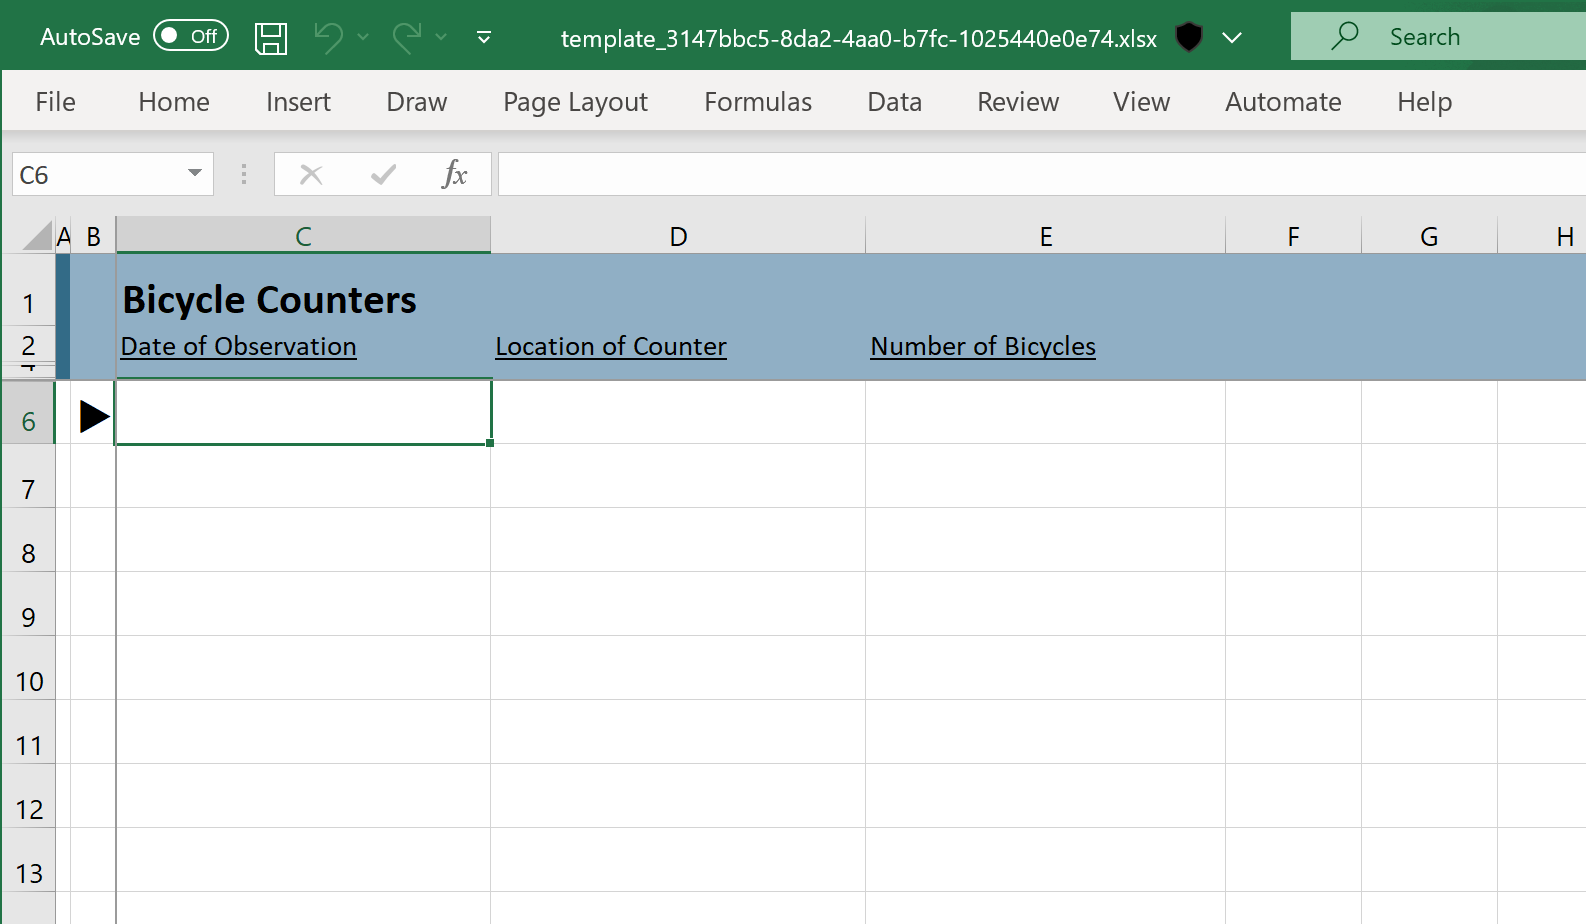 AutoSave Off template_3147bbc5-8da2-4aa0-b7fc-1025440e0e74.xlsx Search
File Home Insert Draw Page Layout Formulas Data Review View Automate Help
C6 fx
A B C D E F G H
1 Bicycle Counters
2 Date of Observation Location of Counter Number of Bicycles
4
6
7
8
9
10
11
12
13